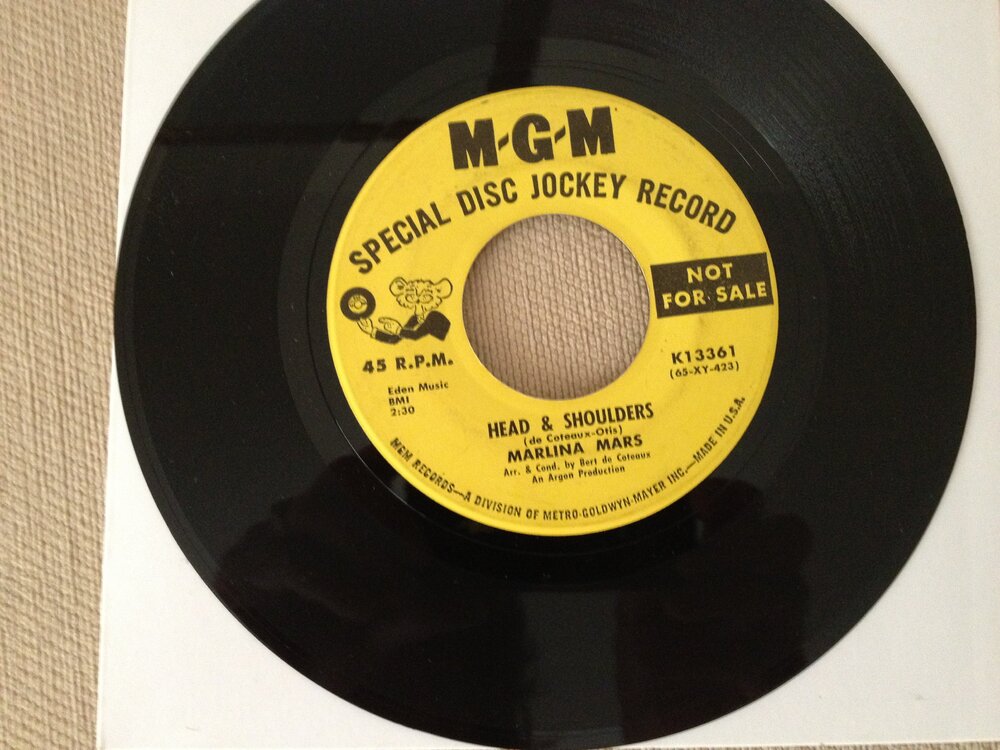 M-G-M
SPECIAL DISC JOCKEY RECORD
NOT
FOR SALE
45 R.P.M.
K13361
(65-XY-423)
Eden Music
BMI
2:30
HEAD & SHOULDERS
(de Coteaux-Otis)
MARLINA MARS
Arr. & Cond. by Bert de Coteaux
An Argon Production
MGM RECORDS—A DIVISION OF METRO-GOLDWYN-MAYER INC.—MADE IN U.S.A.